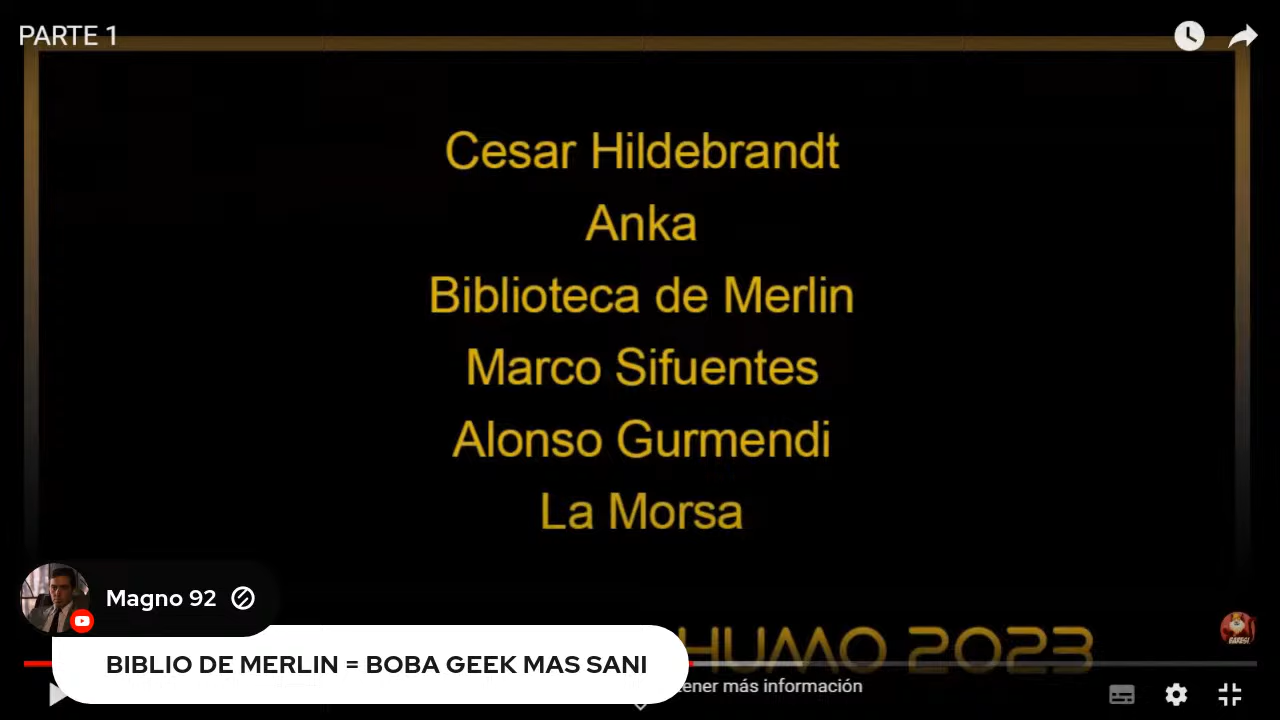 PARTE 1
Cesar Hildebrandt
Anka
Biblioteca de Merlin
Marco Sifuentes
Alonso Gurmendi
La Morsa
Magno 92
HUMO 2023
BIBLIO DE MERLIN = BOBA GEEK MAS SANI
tener más información